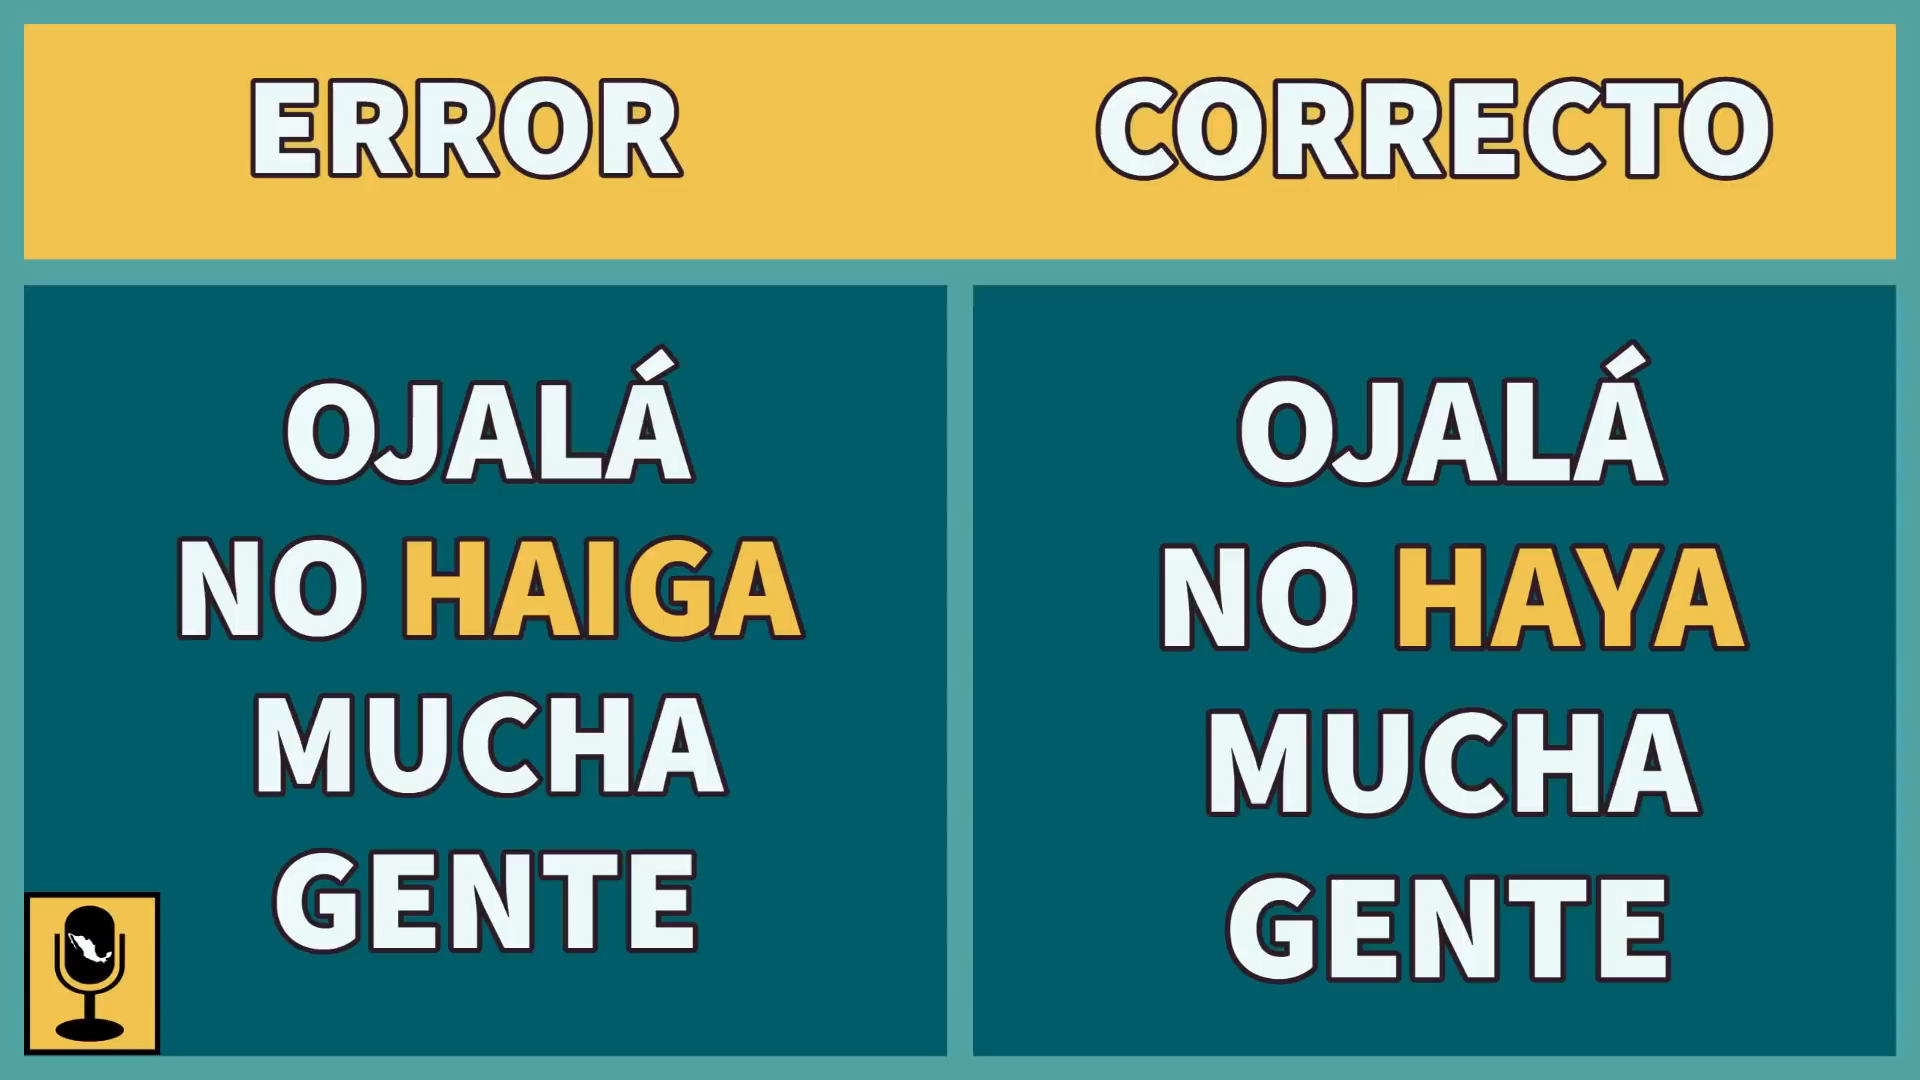 ERROR
CORRECTO
OJALÁ
NO HAIGA
MUCHA
GENTE
OJALÁ
NO HAYA
MUCHA
GENTE